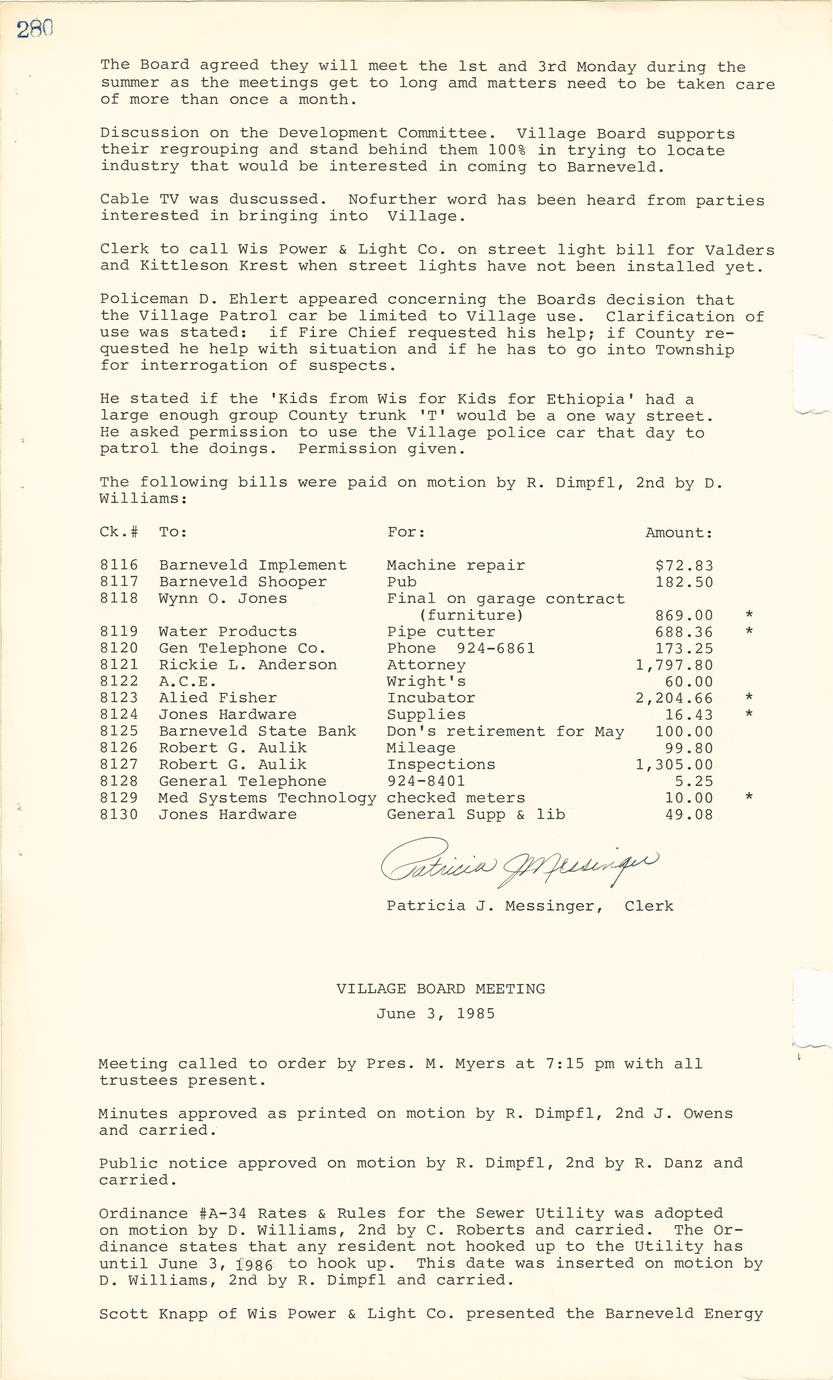 280
The Board agreed they will meet the 1st and 3rd Monday during the
summer as the meetings get to long amd matters need to be taken care
of more than once a month.
Discussion on the Development Committee.  Village Board supports
their regrouping and stand behind them 100% in trying to locate
industry that would be interested in coming to Barneveld.
Cable TV was duscussed.  Nofurther word has been heard from parties
interested in bringing into  Village.
Clerk to call Wis Power & Light Co. on street light bill for Valders
and Kittleson Krest when street lights have not been installed yet.
Policeman D. Ehlert appeared concerning the Boards decision that
the Village Patrol car be limited to Village use.  Clarification of
use was stated:  if Fire Chief requested his help; if County re-
quested he help with situation and if he has to go into Township
for interrogation of suspects.
He stated if the 'Kids from Wis for Kids for Ethiopia' had a
large enough group County trunk 'T' would be a one way street.
He asked permission to use the Village police car that day to
patrol the doings.  Permission given.
The following bills were paid on motion by R. Dimpfl, 2nd by D.
Williams:
Ck.#  To:  For:  Amount:
8116  Barneveld Implement  Machine repair  $72.83
8117  Barneveld Shooper  Pub  182.50
8118  Wynn O. Jones  Final on garage contract
(furniture)  869.00  *
8119  Water Products  Pipe cutter  688.36  *
8120  Gen Telephone Co.  Phone  924-6861  173.25
8121  Rickie L. Anderson  Attorney  1,797.80
8122  A.C.E.  Wright's  60.00
8123  Alied Fisher  Incubator  2,204.66  *
8124  Jones Hardware  Supplies  16.43  *
8125  Barneveld State Bank  Don's retirement for May  100.00
8126  Robert G. Aulik  Mileage  99.80
8127  Robert G. Aulik  Inspections  1,305.00
8128  General Telephone  924-8401  5.25
8129  Med Systems Technology checked meters  10.00  *
8130  Jones Hardware  General Supp & lib  49.08
Patricia J Messinger
Patricia J. Messinger,  Clerk
VILLAGE BOARD MEETING
June 3, 1985
Meeting called to order by Pres. M. Myers at 7:15 pm with all
trustees present.
Minutes approved as printed on motion by R. Dimpfl, 2nd J. Owens
and carried.
Public notice approved on motion by R. Dimpfl, 2nd by R. Danz and
carried.
Ordinance #A-34 Rates & Rules for the Sewer Utility was adopted
on motion by D. Williams, 2nd by C. Roberts and carried.  The Or-
dinance states that any resident not hooked up to the Utility has
until June 3, 1986  to hook up.  This date was inserted on motion by
D. Williams, 2nd by R. Dimpfl and carried.
Scott Knapp of Wis Power & Light Co. presented the Barneveld Energy